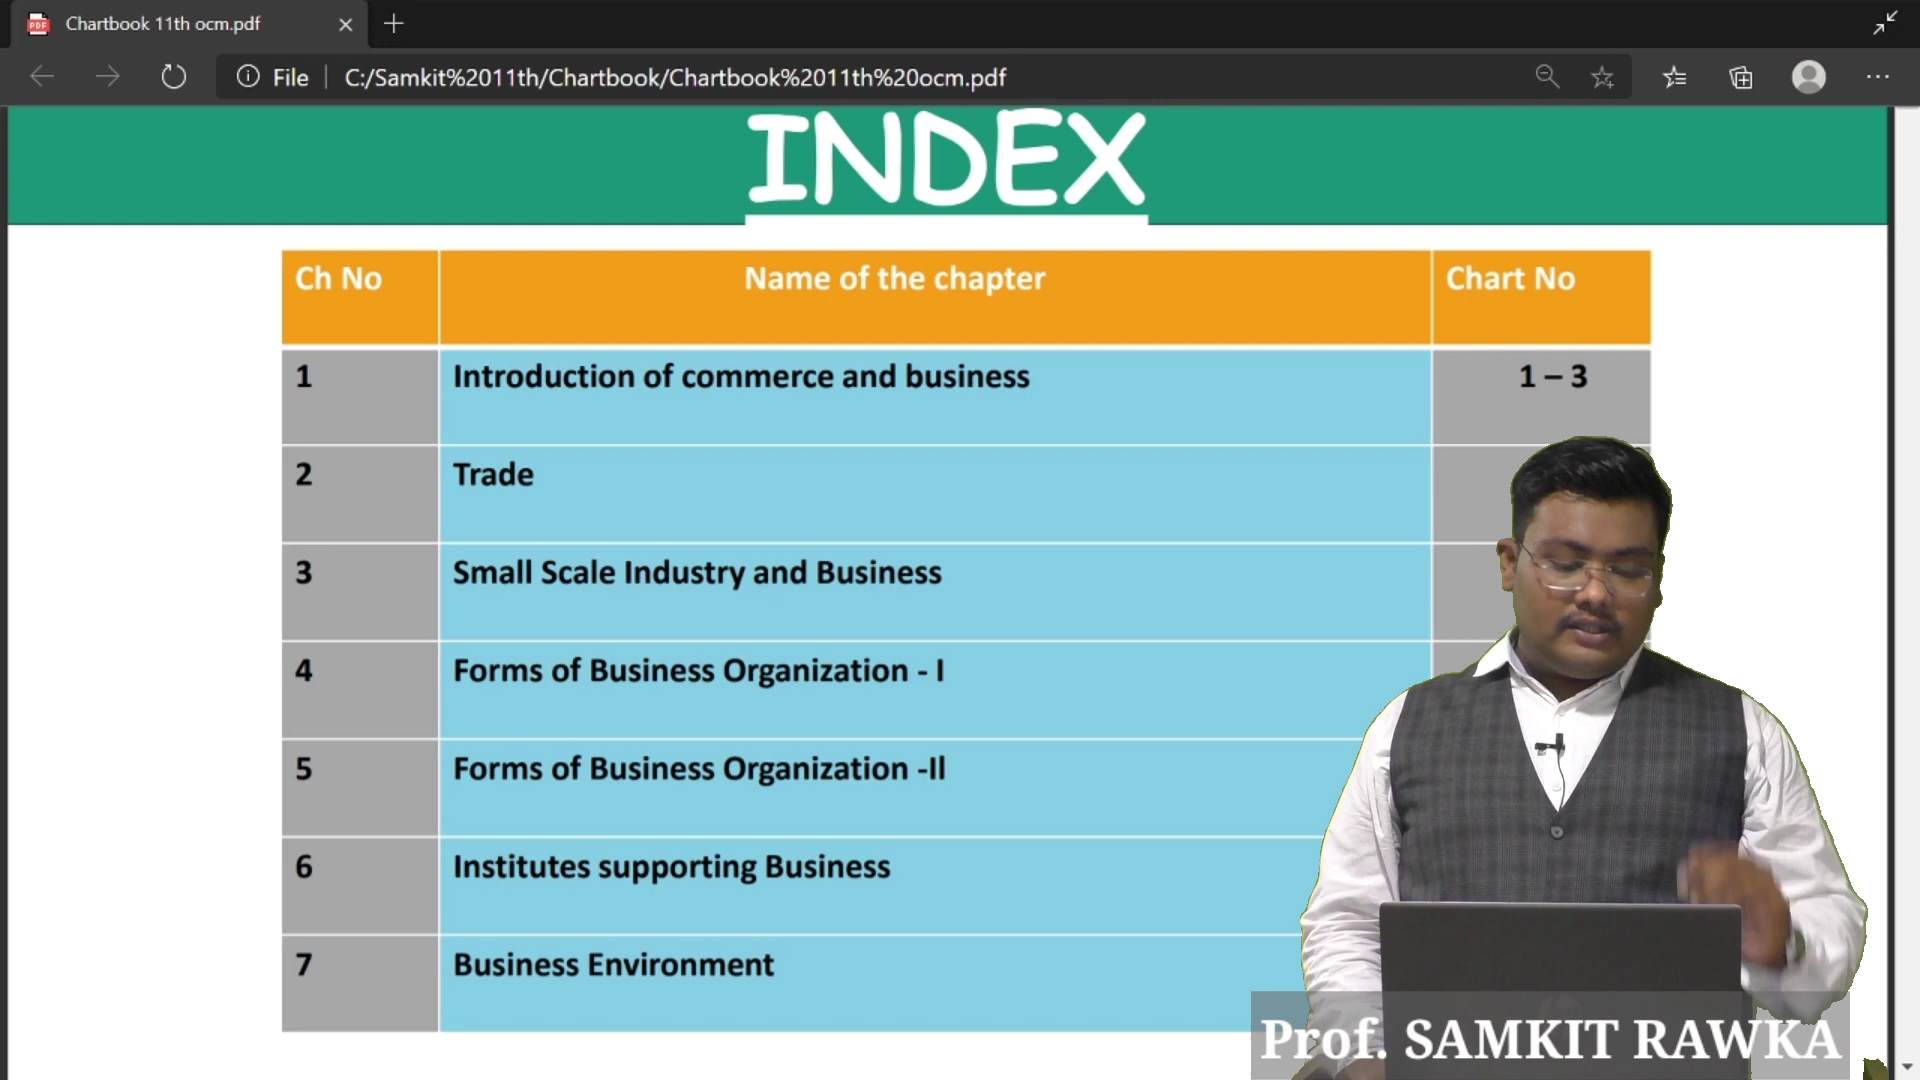 Chartbook 11th ocm.pdf
File C:/Samkit%2011th/Chartbook/Chartbook%2011th%20ocm.pdf
INDEX
Ch No Name of the chapter Chart No
1 Introduction of commerce and business 1 – 3
2 Trade
3 Small Scale Industry and Business
4 Forms of Business Organization - I
5 Forms of Business Organization -Il
6 Institutes supporting Business
7 Business Environment
Prof. SAMKIT RAWKA